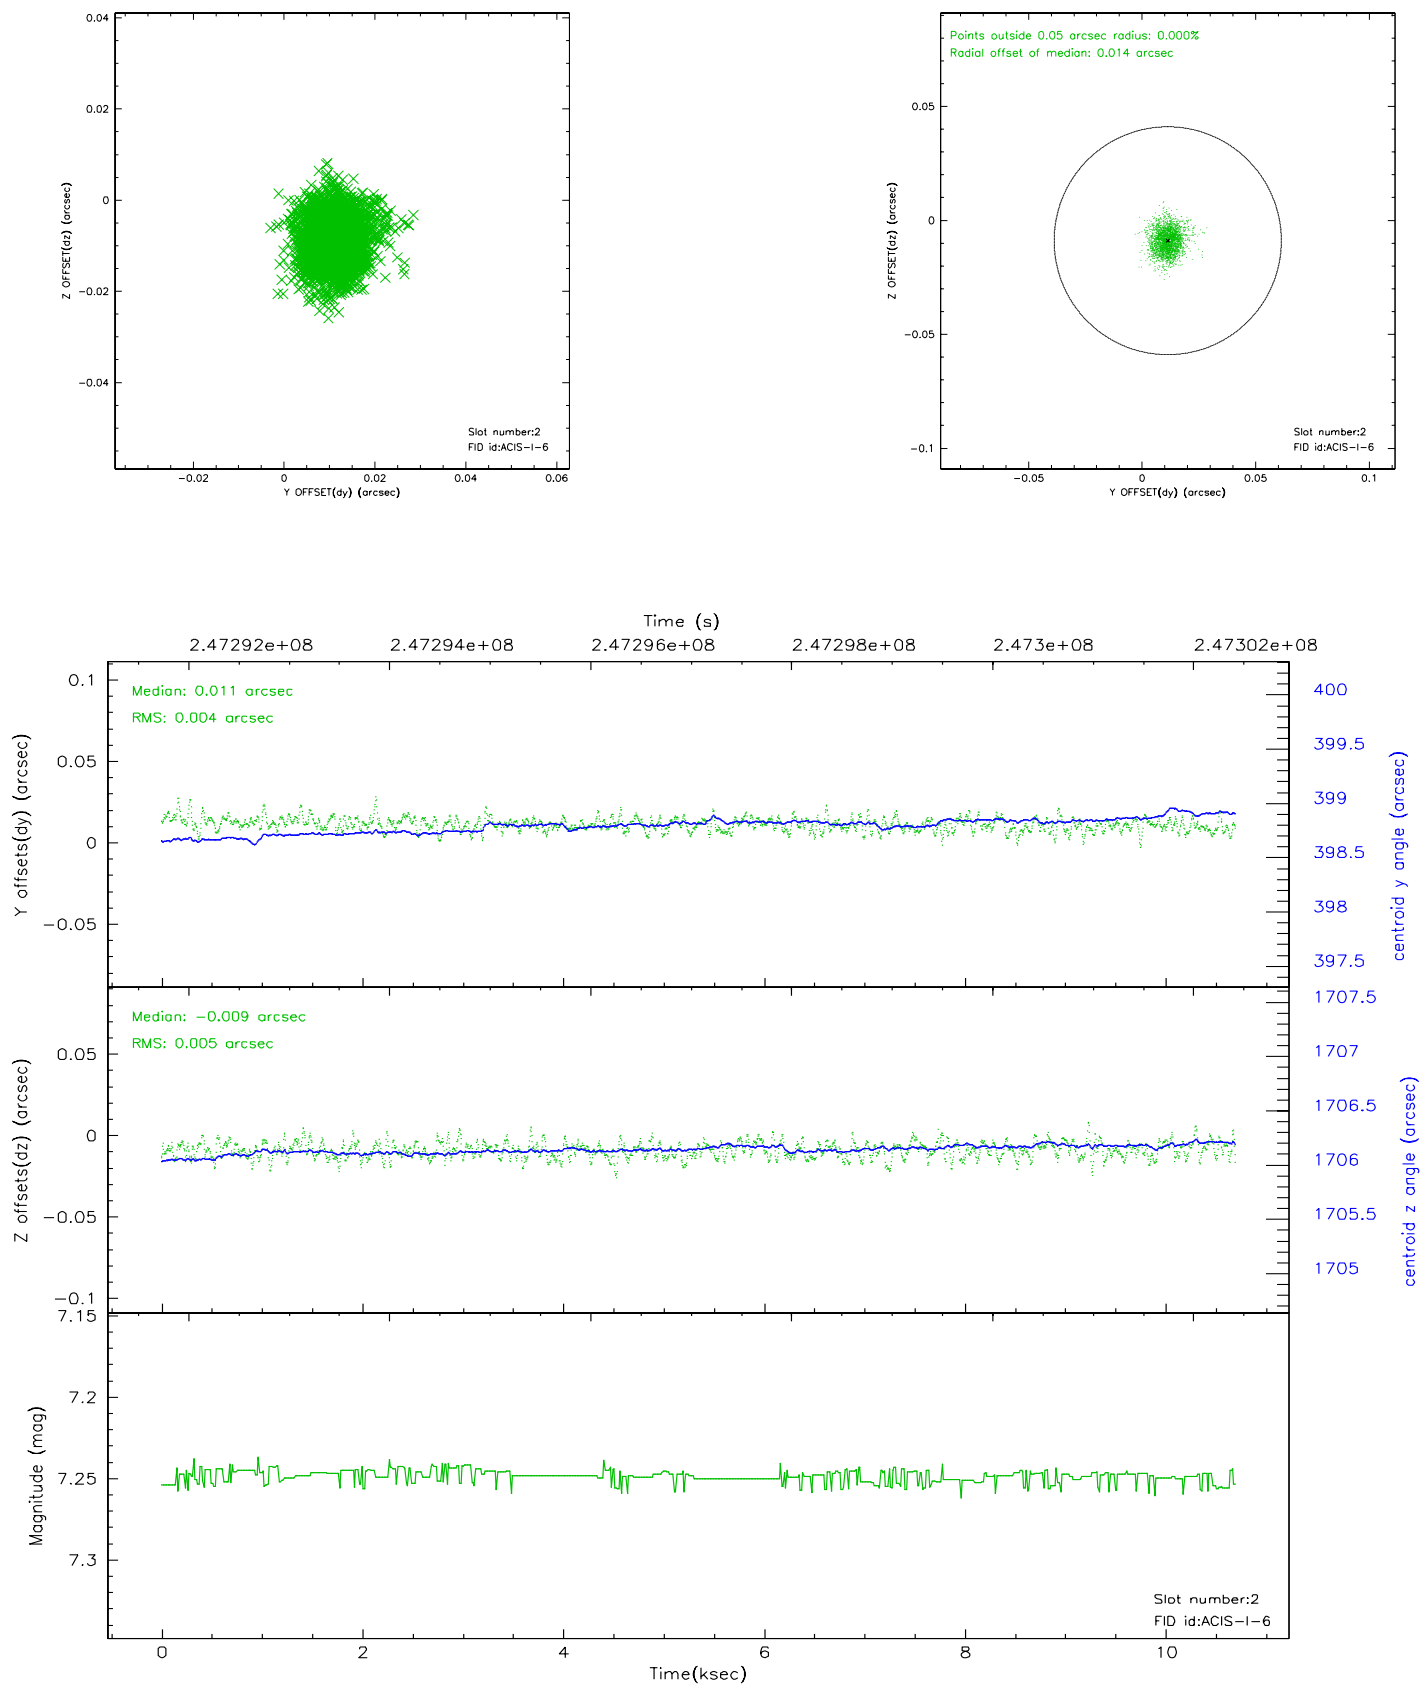 0.04
0.02
0
−0.02
−0.04
Z OFFSET(dz) (arcsec)
Slot number:2
FID id:ACIS−I−6
−0.02 0 0.02 0.04 0.06
Y OFFSET(dy) (arcsec)
Points outside 0.05 arcsec radius: 0.000%
Radial offset of median: 0.014 arcsec
0.05
0
−0.05
−0.1
Z OFFSET(dz) (arcsec)
Slot number:2
FID id:ACIS−I−6
−0.05 0 0.05 0.1
Y OFFSET(dy) (arcsec)
Time (s)
2.47292e+08 2.47294e+08 2.47296e+08 2.47298e+08 2.473e+08 2.47302e+08
Median: 0.011 arcsec
RMS: 0.004 arcsec
0.1
0.05
0
−0.05
Y offsets(dy) (arcsec)
400
399.5
399
398.5
398
397.5
centroid y angle (arcsec)
Median: −0.009 arcsec
RMS: 0.005 arcsec
0.05
0
−0.05
−0.1
Z offsets(dz) (arcsec)
1707.5
1707
1706.5
1706
1705.5
1705
centroid z angle (arcsec)
7.15
7.2
7.25
7.3
Magnitude (mag)
Slot number:2
FID id:ACIS−I−6
0 2 4 6 8 10
Time(ksec)